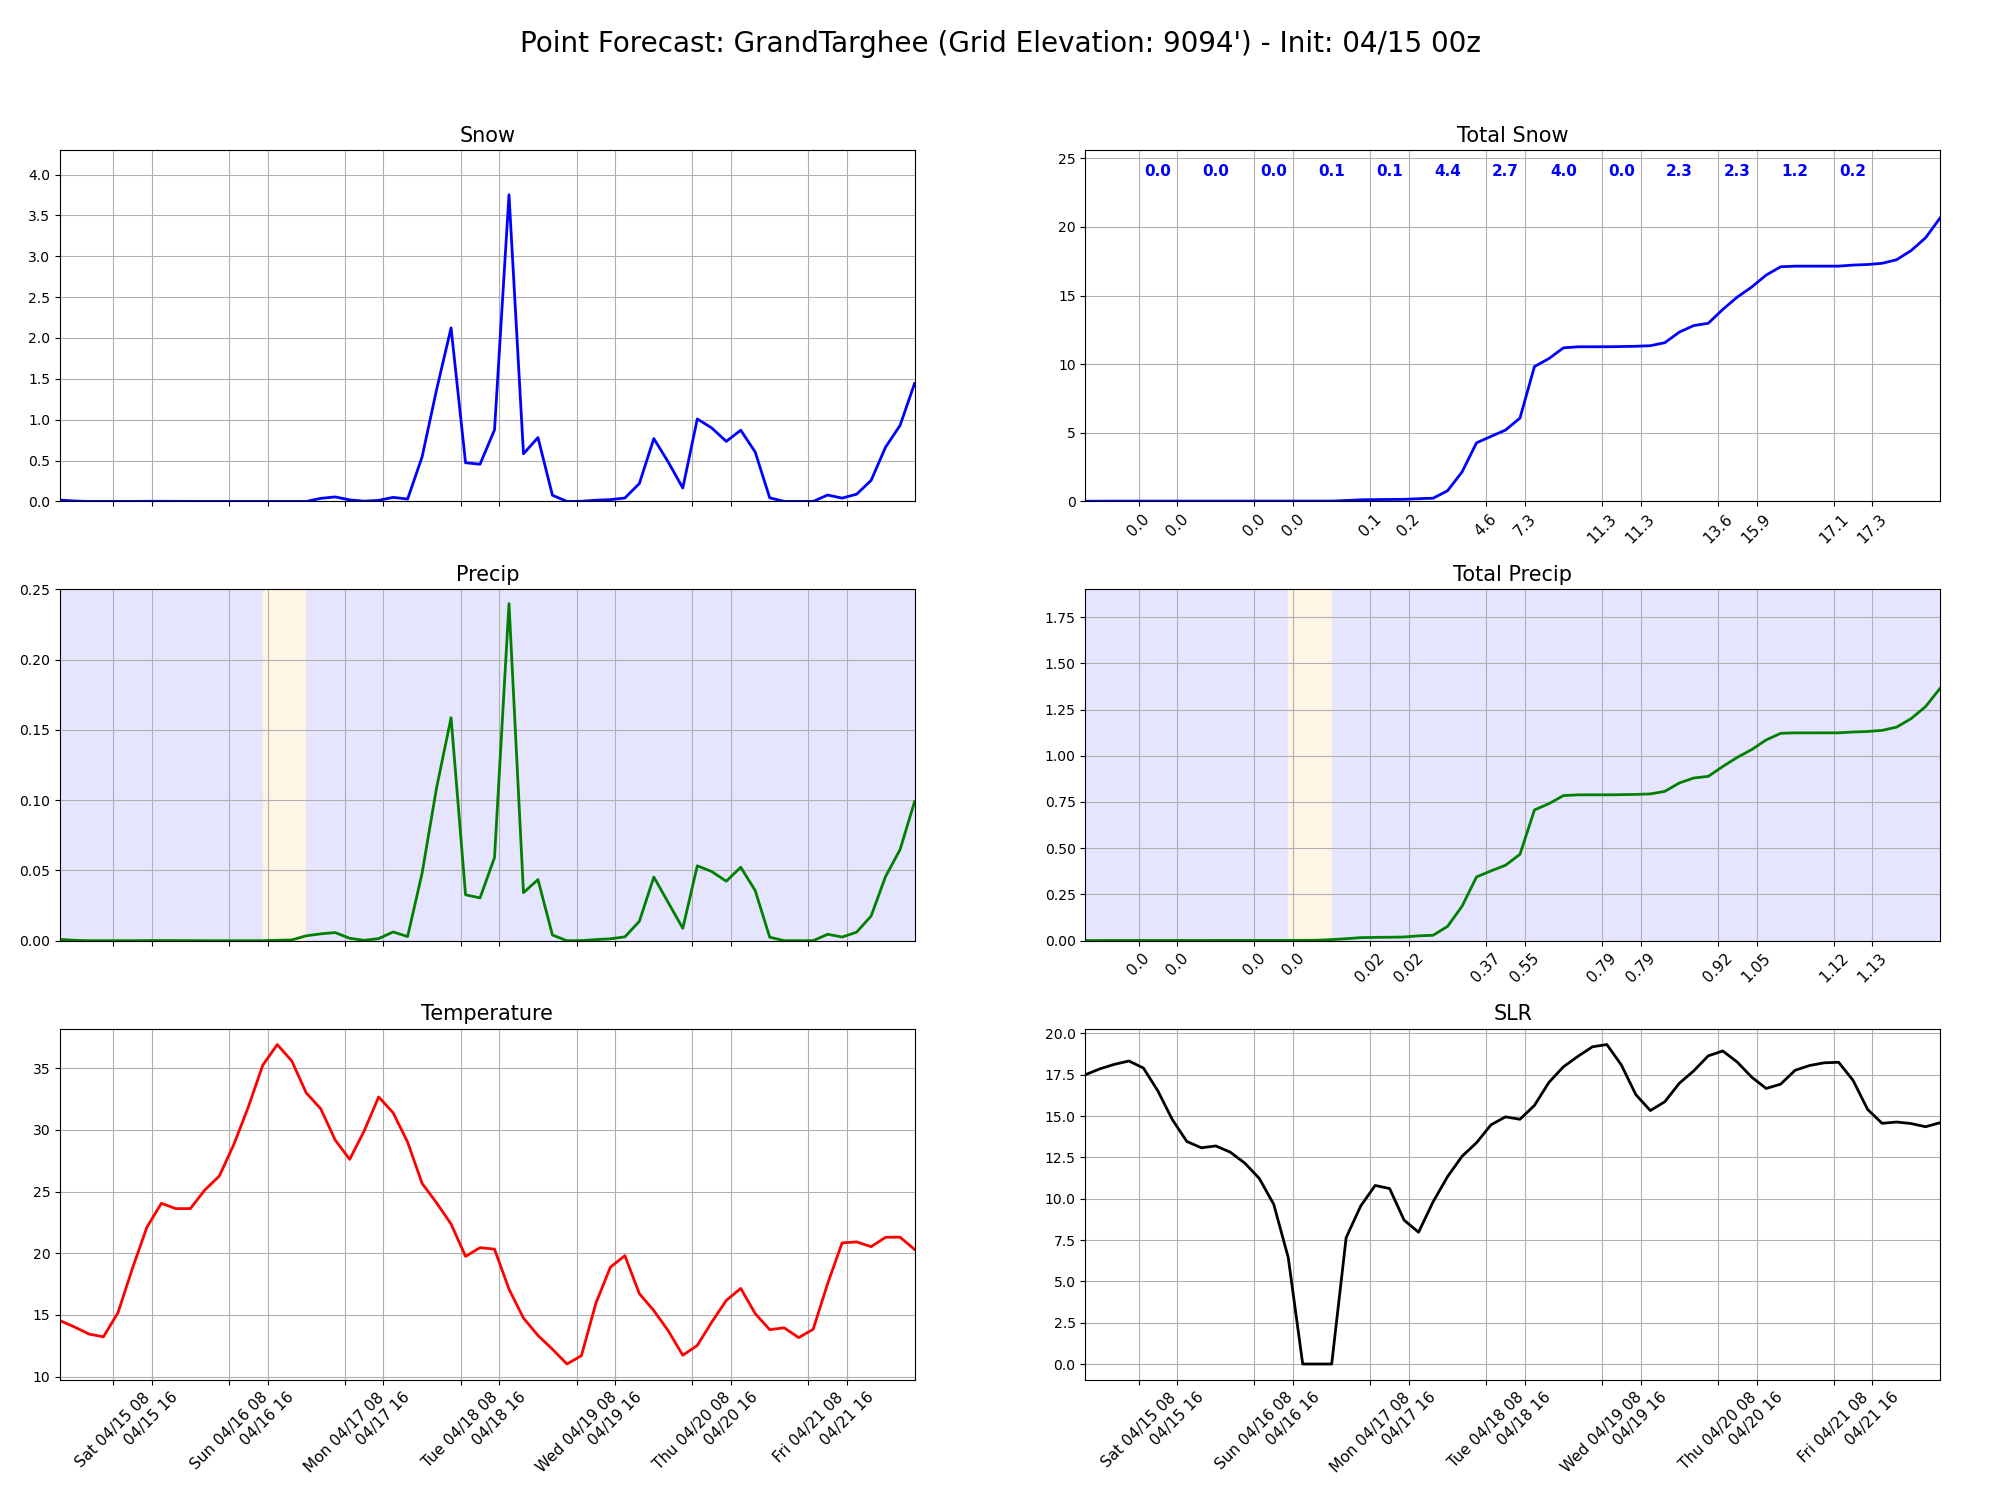 Point Forecast: GrandTarghee (Grid Elevation: 9094') - Init: 04/15 00z
Snow
4.0
3.5
3.0
2.5
2.0
1.5
1.0
0.5
0.0
Total Snow
0.0 0.0 0.0 0.1 0.1 4.4 2.7 4.0 0.0 2.3 2.3 1.2 0.2
25
20
15
10
5
0
0.0 0.0 0.0 0.0 0.1 0.2 4.6 7.3 11.3 11.3 13.6 15.9 17.1 17.3
Precip
0.25
0.20
0.15
0.10
0.05
0.00
Total Precip
1.75
1.50
1.25
1.00
0.75
0.50
0.25
0.00
0.0 0.0 0.0 0.0 0.02 0.02 0.37 0.55 0.79 0.79 0.92 1.05 1.12 1.13
Temperature
35
30
25
20
15
10
Sat 04/15 08
04/15 16
Sun 04/16 08
04/16 16
Mon 04/17 08
04/17 16
Tue 04/18 08
04/18 16
Wed 04/19 08
04/19 16
Thu 04/20 08
04/20 16
Fri 04/21 08
04/21 16
SLR
20.0
17.5
15.0
12.5
10.0
7.5
5.0
2.5
0.0
Sat 04/15 08
04/15 16
Sun 04/16 08
04/16 16
Mon 04/17 08
04/17 16
Tue 04/18 08
04/18 16
Wed 04/19 08
04/19 16
Thu 04/20 08
04/20 16
Fri 04/21 08
04/21 16